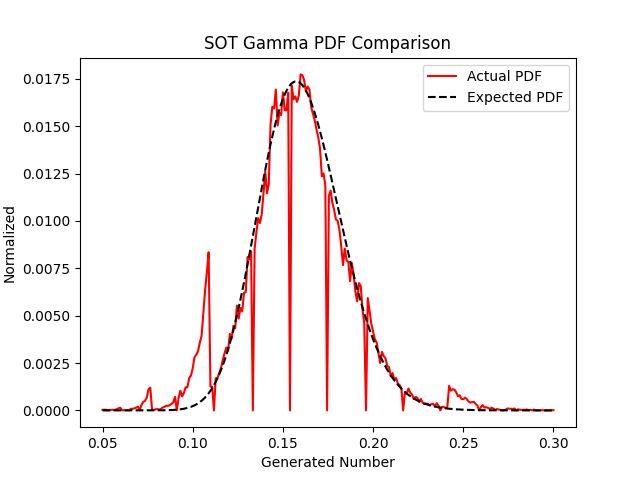 SOT Gamma PDF Comparison
Actual PDF
Expected PDF
Normalized
0.0175
0.0150
0.0125
0.0100
0.0075
0.0050
0.0025
0.0000
0.05 0.10 0.15 0.20 0.25 0.30
Generated Number